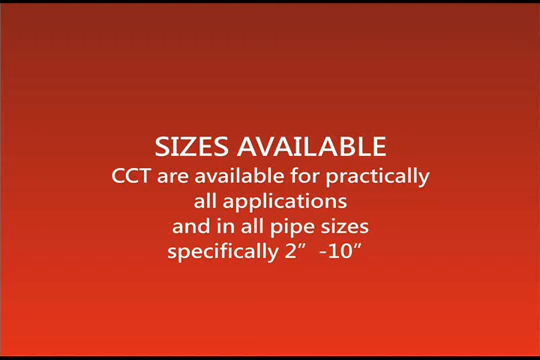 SIZES AVAILABLE
CCT are available for practically
all applications
and in all pipe sizes
specifically 2” -10”